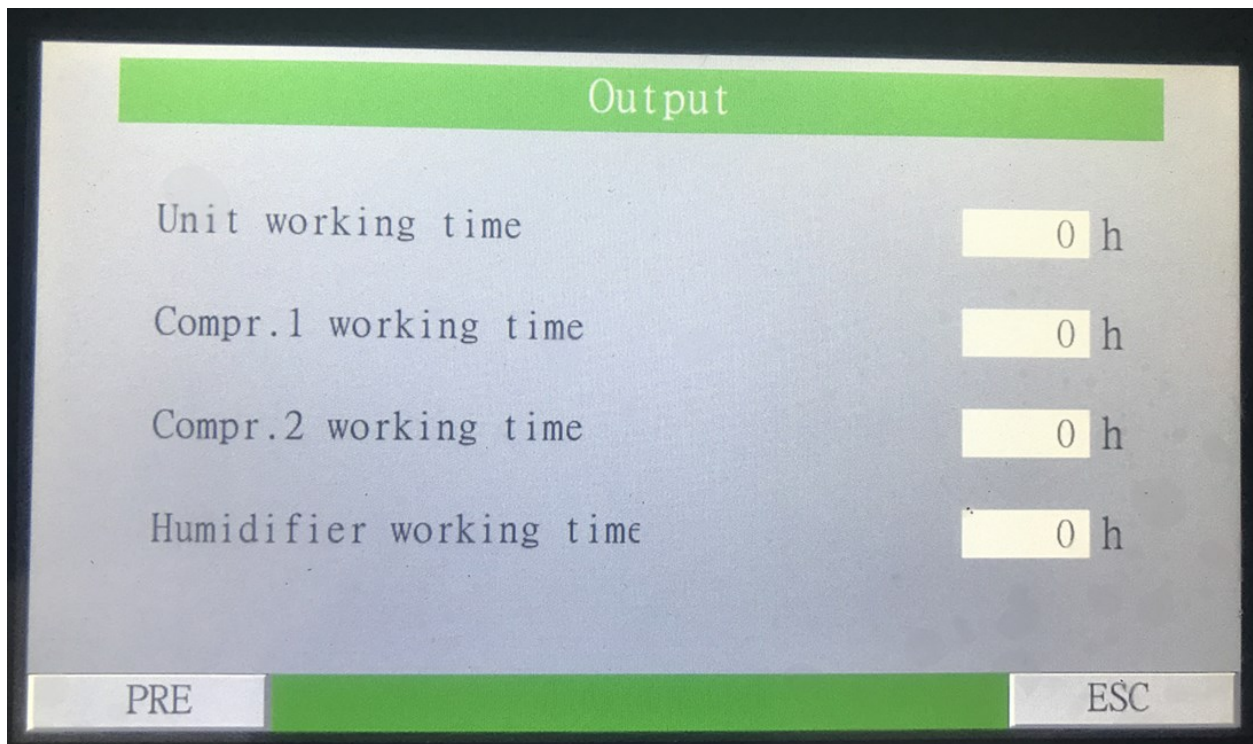 Output
Unit working time 0 h
Compr.1 working time 0 h
Compr.2 working time 0 h
Humidifier working time 0 h
PRE ESC